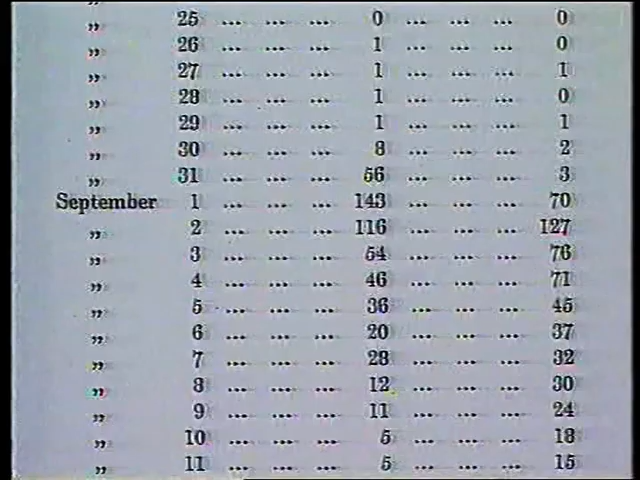 „ 25 ... ... ... 0 ... ... ... 0
„ 26 ... ... ... 1 ... ... ... 0
„ 27 ... ... ... 1 ... ... ... 1
„ 28 ... ... ... 1 ... ... ... 0
„ 29 ... ... ... 1 ... ... ... 1
„ 30 ... ... ... 8 ... ... ... 2
„ 31 ... ... ... 56 ... ... ... 3
September 1 ... ... ... 143 ... ... ... 70
„ 2 ... ... ... 116 ... ... ... 127
„ 3 ... ... ... 54 ... ... ... 76
„ 4 ... ... ... 46 ... ... ... 71
„ 5 ... ... ... 36 ... ... ... 45
„ 6 ... ... ... 20 ... ... ... 37
„ 7 ... ... ... 28 ... ... ... 32
„ 8 ... ... ... 12 ... ... ... 30
„ 9 ... ... ... 11 ... ... ... 24
„ 10 ... ... ... 5 ... ... ... 18
„ 11 ... ... ... 5 ... ... ... 15